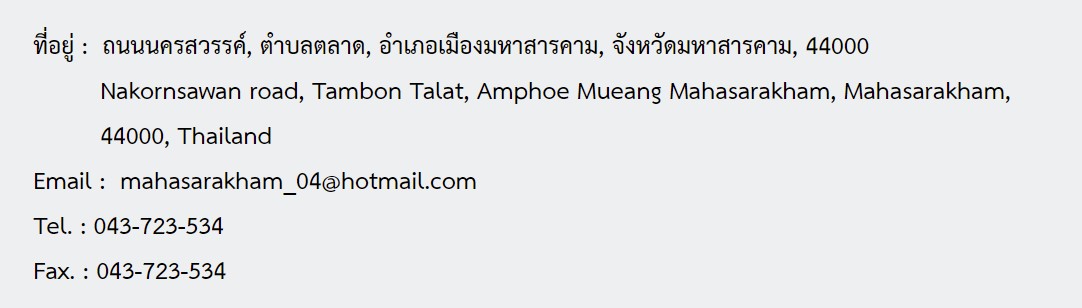 ที่อยู่ : ถนนนครสวรรค์, ตำบลตลาด, อำเภอเมืองมหาสารคาม, จังหวัดมหาสารคาม, 44000
Nakornsawan road, Tambon Talat, Amphoe Mueang Mahasarakham, Mahasarakham,
44000, Thailand
Email : mahasarakham_04@hotmail.com
Tel. : 043-723-534
Fax. : 043-723-534